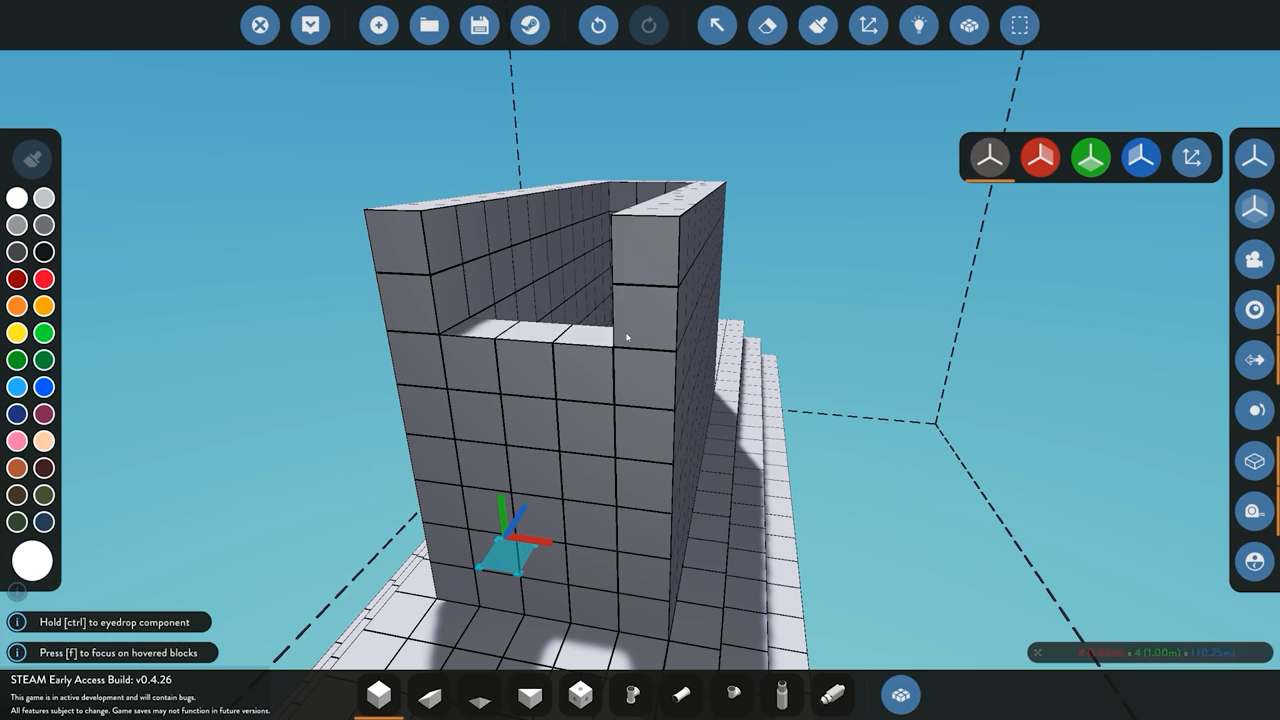 Hold [ctrl] to eyedrop component
Press [f] to focus on hovered blocks
x 4 (1.00m) x 1 (0.25m)
STEAM Early Access Build: v0.4.26
This game is in active development and will contain bugs.
All features subject to change. Game saves may not function in future versions.